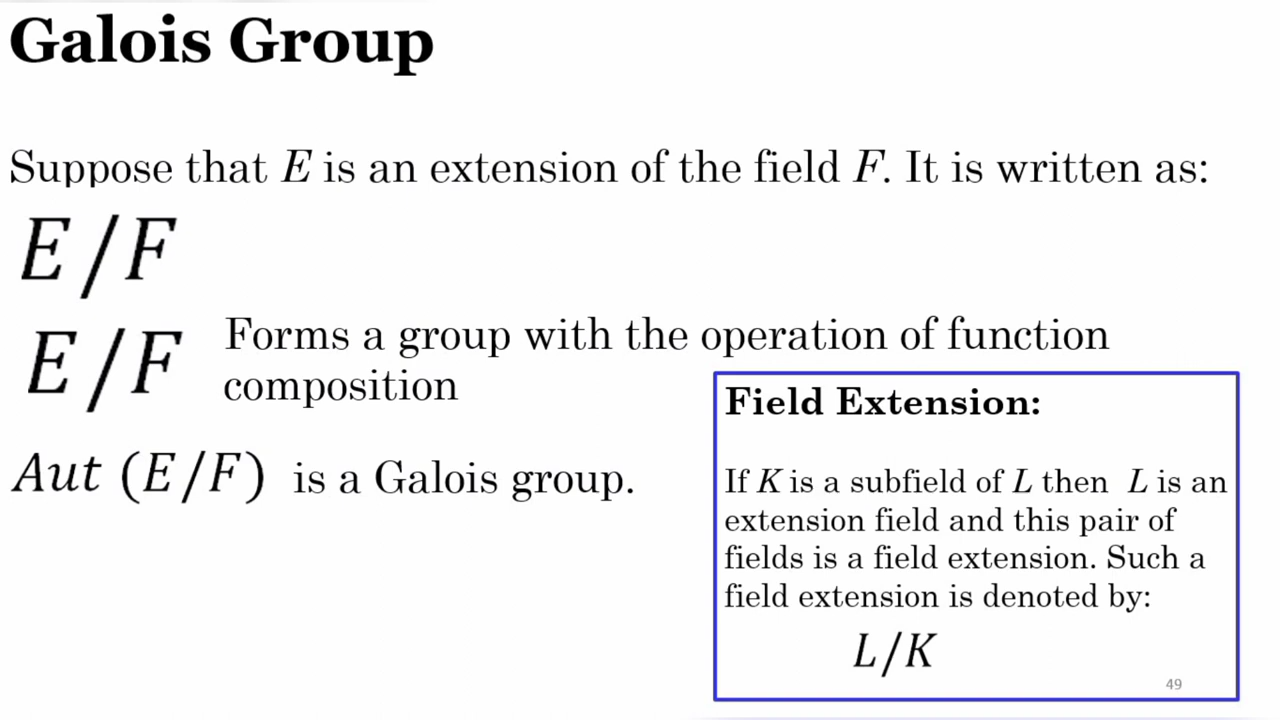 Galois Group
Suppose that E is an extension of the field F. It is written as:
E/F
E/F Forms a group with the operation of function
composition
Aut (E/F) is a Galois group.
Field Extension:
If K is a subfield of L then L is an
extension field and this pair of
fields is a field extension. Such a
field extension is denoted by:
L/K
49